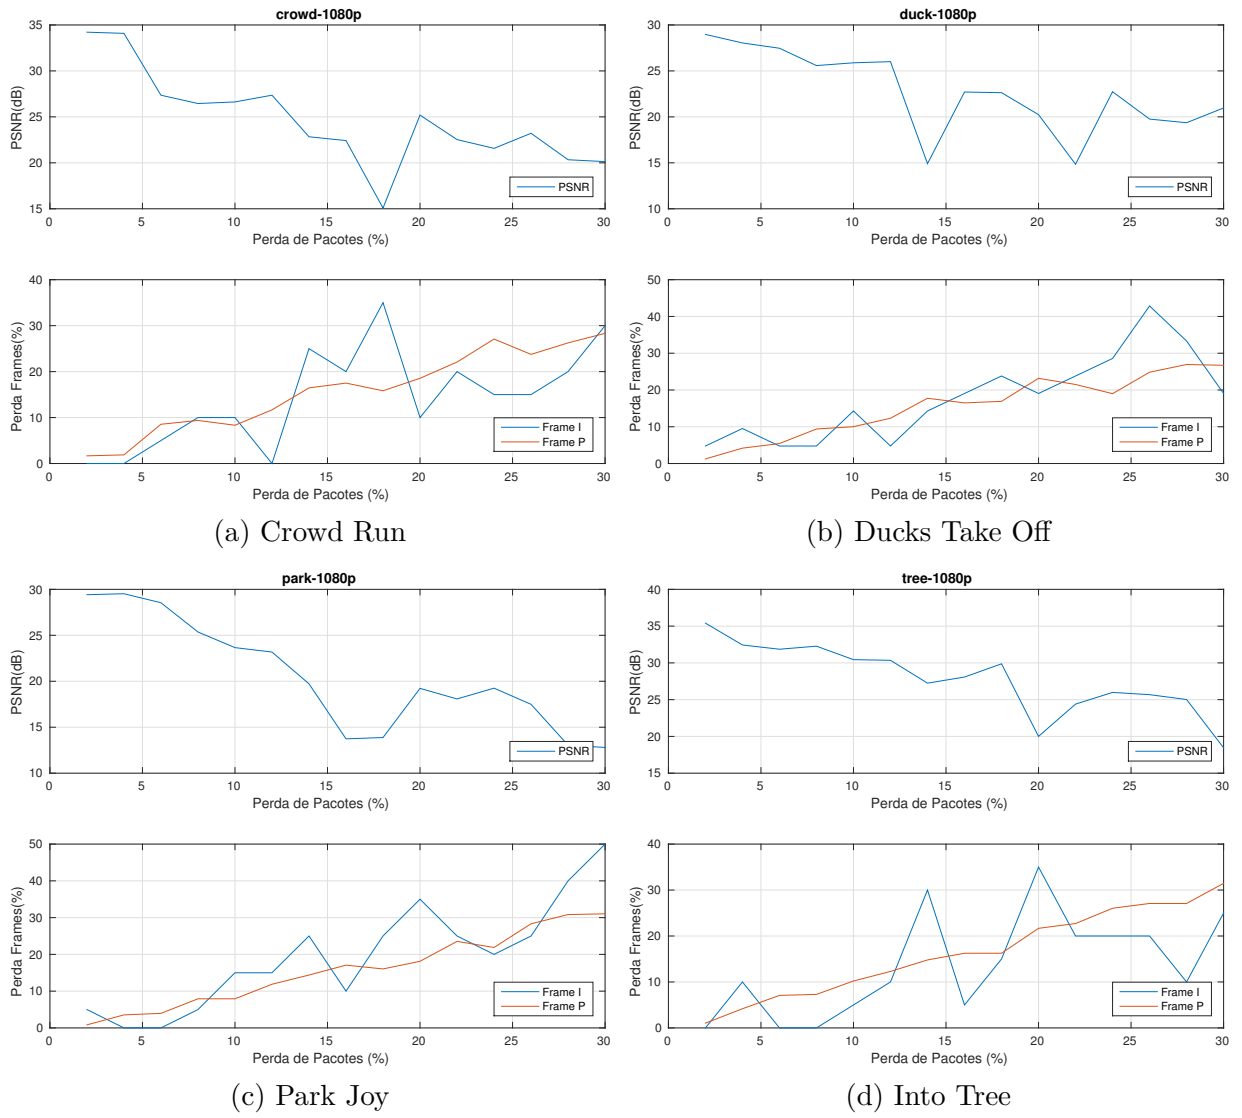 crowd-1080p
35
30
25
20
15
PSNR(dB)
PSNR
0 5 10 15 20 25 30
Perda de Pacotes (%)
40
30
20
10
0
Perda Frames(%)
Frame I
Frame P
0 5 10 15 20 25 30
Perda de Pacotes (%)
(a) Crowd Run
duck-1080p
30
25
20
15
10
PSNR(dB)
PSNR
0 5 10 15 20 25 30
Perda de Pacotes (%)
50
40
30
20
10
0
Perda Frames(%)
Frame I
Frame P
0 5 10 15 20 25 30
Perda de Pacotes (%)
(b) Ducks Take Off
park-1080p
30
25
20
15
10
PSNR(dB)
PSNR
0 5 10 15 20 25 30
Perda de Pacotes (%)
50
40
30
20
10
0
Perda Frames(%)
Frame I
Frame P
0 5 10 15 20 25 30
Perda de Pacotes (%)
(c) Park Joy
tree-1080p
40
35
30
25
20
15
PSNR(dB)
PSNR
0 5 10 15 20 25 30
Perda de Pacotes (%)
40
30
20
10
0
Perda Frames(%)
Frame I
Frame P
0 5 10 15 20 25 30
Perda de Pacotes (%)
(d) Into Tree